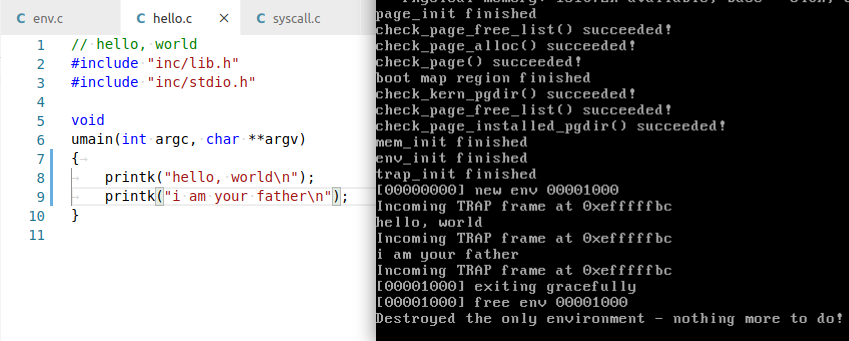 env.c
hello.c
syscall.c
1 // hello, world
2 #include "inc/lib.h"
3 #include "inc/stdio.h"
4
5 void
6 umain(int argc, char **argv)
7 {
8 printk("hello, world\n");
9 printk("i am your father\n");
10 }
11
page_init finished
check_page_free_list() succeeded!
check_page_alloc() succeeded!
check_page() succeeded!
boot map region finished
check_kern_pgdir() succeeded!
check_page_free_list() succeeded!
check_page_installed_pgdir() succeeded!
mem_init finished
env_init finished
trap_init finished
[00000000] new env 00001000
Incoming TRAP frame at 0xefffffbc
hello, world
Incoming TRAP frame at 0xefffffbc
i am your father
Incoming TRAP frame at 0xefffffbc
[00001000] exiting gracefully
[00001000] free env 00001000
Destroyed the only environment - nothing more to do!